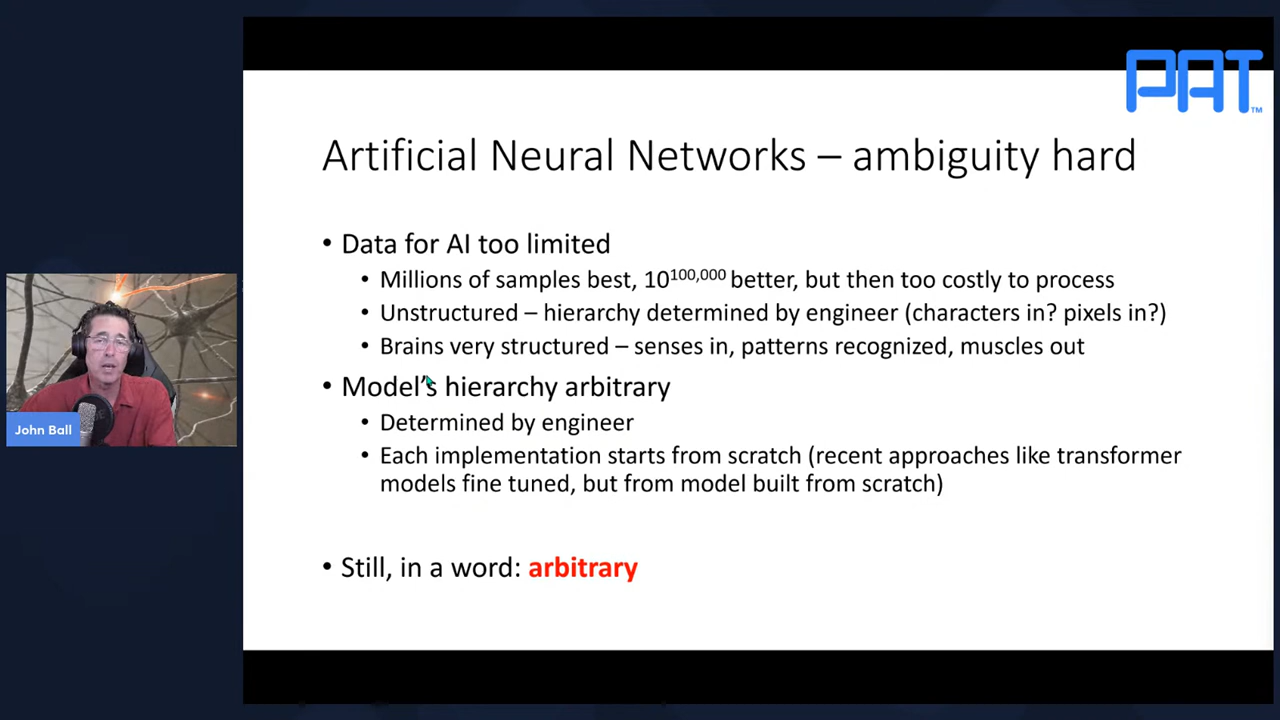 PAT™
Artificial Neural Networks – ambiguity hard
• Data for AI too limited
• Millions of samples best, 10^100,000 better, but then too costly to process
• Unstructured – hierarchy determined by engineer (characters in? pixels in?)
• Brains very structured – senses in, patterns recognized, muscles out
• Model’s hierarchy arbitrary
• Determined by engineer
• Each implementation starts from scratch (recent approaches like transformer
models fine tuned, but from model built from scratch)
• Still, in a word: arbitrary
John Ball